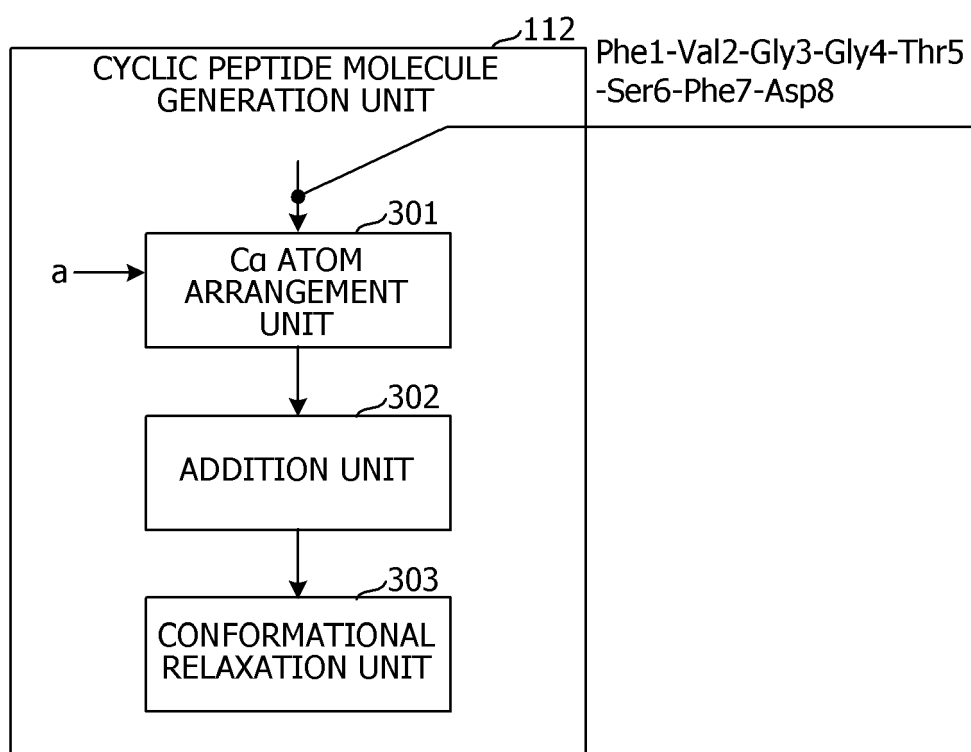 112
CYCLIC PEPTIDE MOLECULE
GENERATION UNIT
Phe1-Val2-Gly3-Gly4-Thr5
-Ser6-Phe7-Asp8
301
a
Cα ATOM
ARRANGEMENT
UNIT
302
ADDITION UNIT
303
CONFORMATIONAL
RELAXATION UNIT